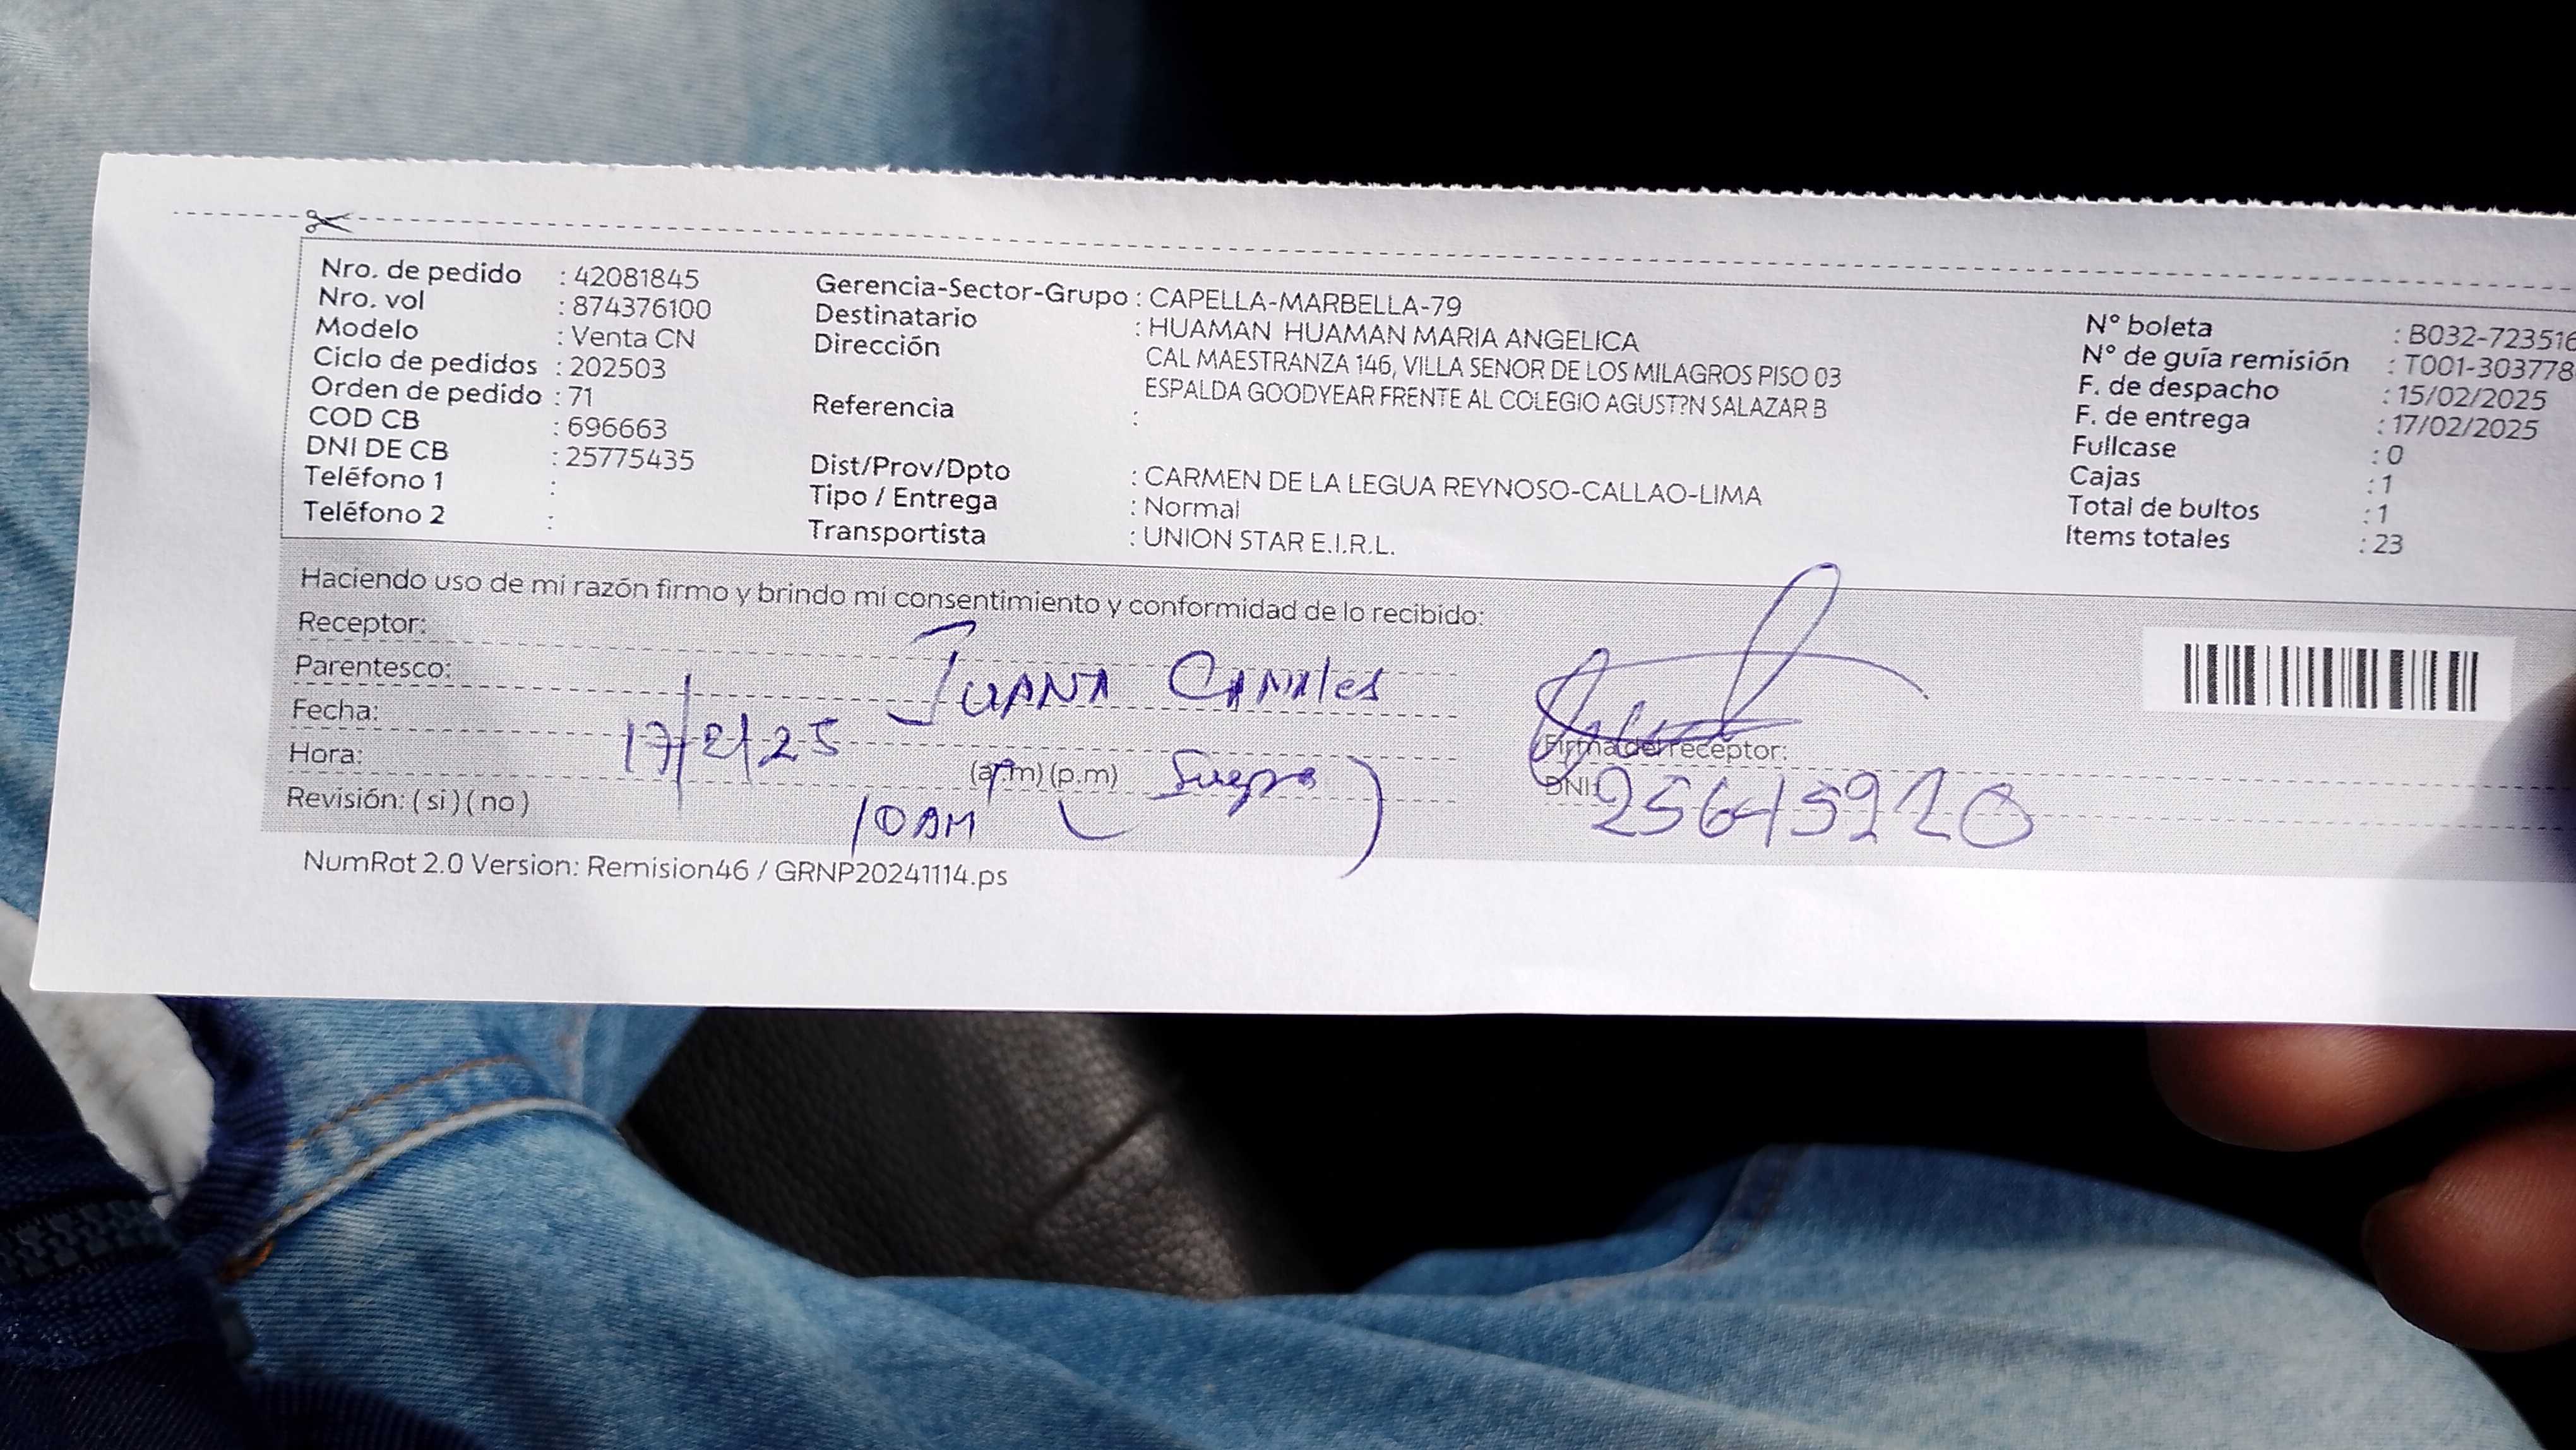 Nro. de pedido : 42081845
Nro. vol : 874376100
Modelo : Venta CN
Ciclo de pedidos : 202503
Orden de pedido : 71
COD CB : 696663
DNI DE CB : 25775435
Teléfono 1 :
Teléfono 2 :
Gerencia-Sector-Grupo : CAPELLA-MARBELLA-79
Destinatario : HUAMAN HUAMAN MARIA ANGELICA
Dirección CAL MAESTRANZA 146, VILLA SENOR DE LOS MILAGROS PISO 03
ESPALDA GOODYEAR FRENTE AL COLEGIO AGUST?N SALAZAR B
Referencia :
Dist/Prov/Dpto : CARMEN DE LA LEGUA REYNOSO-CALLAO-LIMA
Tipo / Entrega : Normal
Transportista : UNION STAR E.I.R.L.
N° boleta : B032-723516
N° de guía remisión : T001-303778
F. de despacho : 15/02/2025
F. de entrega : 17/02/2025
Fullcase : 0
Cajas : 1
Total de bultos : 1
Items totales : 23
Haciendo uso de mi razón firmo y brindo mi consentimiento y conformidad de lo recibido:
Receptor:
JUANA CANALES
Parentesco:
Fecha: 17/2/25
Hora: (a.m) (p.m) (Suegra)
Revisión: ( si ) ( no ) 10 AM
Firma del receptor:
DNI:
NumRot 2.0 Version: Remision46 / GRNP20241114.ps